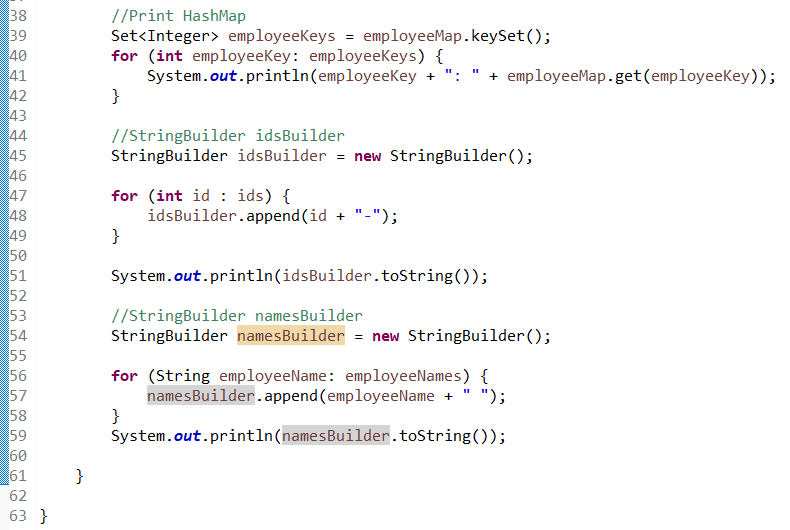 38 //Print HashMap
39 Set<Integer> employeeKeys = employeeMap.keySet();
40 for (int employeeKey: employeeKeys) {
41 System.out.println(employeeKey + ": " + employeeMap.get(employeeKey));
42 }
43
44 //StringBuilder idsBuilder
45 StringBuilder idsBuilder = new StringBuilder();
46
47 for (int id : ids) {
48 idsBuilder.append(id + "-");
49 }
50
51 System.out.println(idsBuilder.toString());
52
53 //StringBuilder namesBuilder
54 StringBuilder namesBuilder = new StringBuilder();
55
56 for (String employeeName: employeeNames) {
57 namesBuilder.append(employeeName + " ");
58 }
59 System.out.println(namesBuilder.toString());
60
61 }
62
63 }